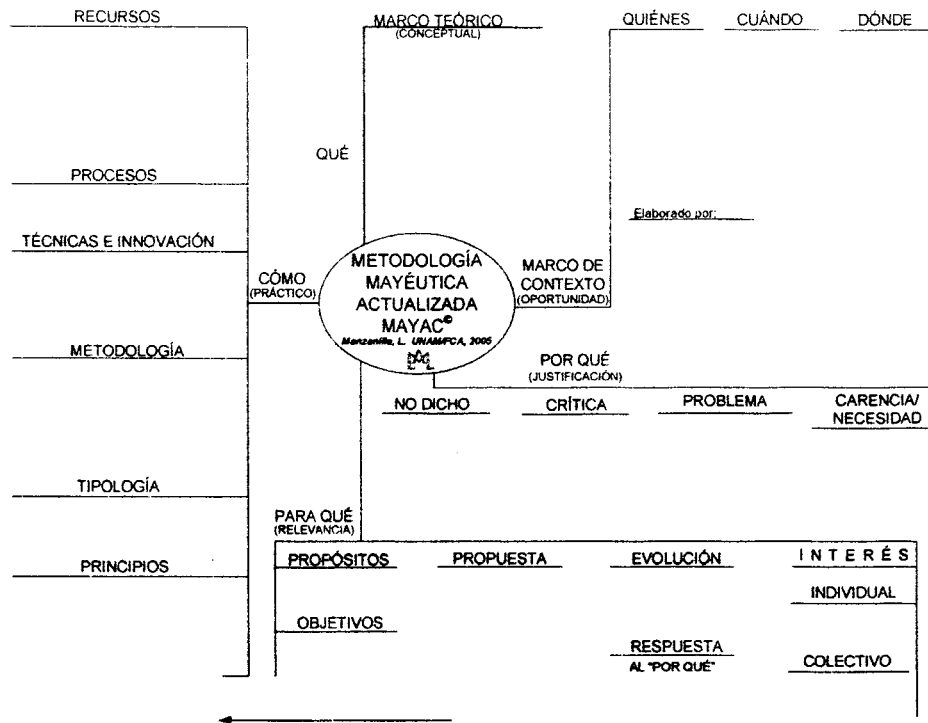 RECURSOS
MARCO TEÓRICO
(CONCEPTUAL)
QUIÉNES
CUÁNDO
DÓNDE
QUÉ
PROCESOS
Elaborado por:
TÉCNICAS E INNOVACIÓN
CÓMO
(PRÁCTICO)
METODOLOGÍA
MAYÉUTICA
ACTUALIZADA
MAYAC©
Manzanilla, L. UNAM/FCA, 2005
MARCO DE
CONTEXTO
(OPORTUNIDAD)
METODOLOGÍA
POR QUÉ
(JUSTIFICACIÓN)
NO DICHO
CRÍTICA
PROBLEMA
CARENCIA/
NECESIDAD
TIPOLOGÍA
PARA QUÉ
(RELEVANCIA)
PRINCIPIOS
PROPÓSITOS
PROPUESTA
EVOLUCIÓN
INTERÉS
INDIVIDUAL
OBJETIVOS
RESPUESTA
AL "POR QUÉ"
COLECTIVO